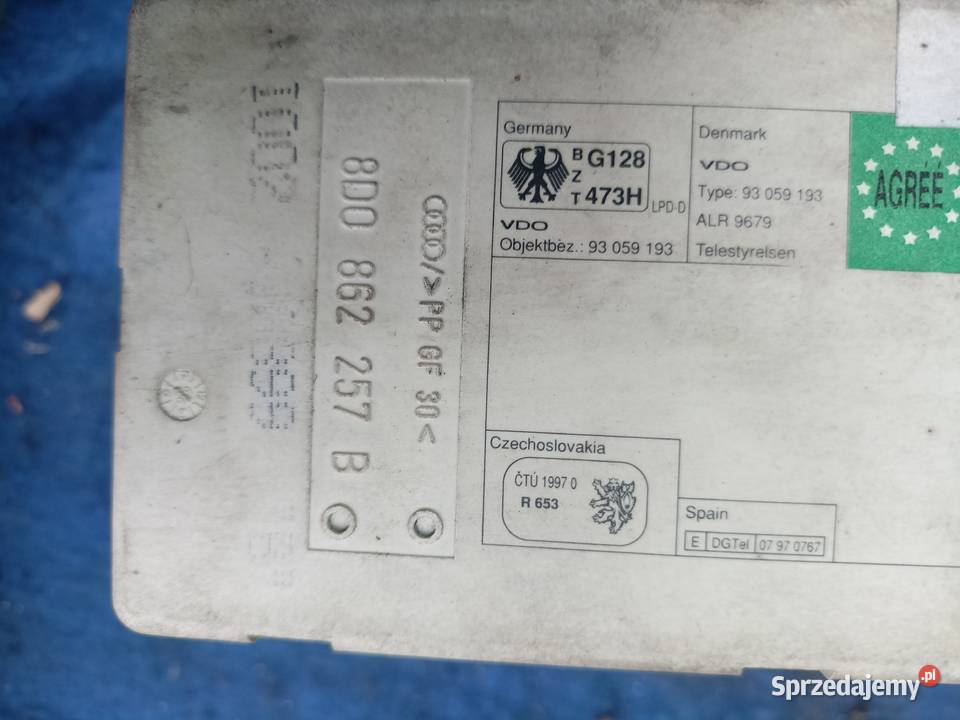 8D0 862 257 B
/>PP GF 30<
Germany
B Z T G128 473H
LPD-D
VDO
Objektbez.: 93 059 193
Denmark
VDO
Type: 93 059 193
ALR 9679
Telestyrelsen
AGRÉÉ
Czechoslovakia
ČTÚ 1997 0
R 653
Spain
E DGTel 07 97 0767
Sprzedajemy.pl